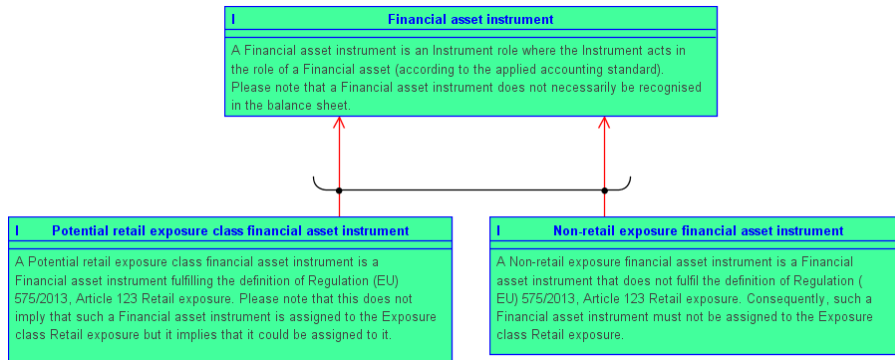 I Financial asset instrument
A Financial asset instrument is an Instrument role where the Instrument acts in
the role of a Financial asset (according to the applied accounting standard).
Please note that a Financial asset instrument does not necessarily be recognised
in the balance sheet.
I Potential retail exposure class financial asset instrument
A Potential retail exposure class financial asset instrument is a
Financial asset instrument fulfilling the definition of Regulation (EU)
575/2013, Article 123 Retail exposure. Please note that this does not
imply that such a Financial asset instrument is assigned to the Exposure
class Retail exposure but it implies that it could be assigned to it.
I Non-retail exposure financial asset instrument
A Non-retail exposure financial asset instrument is a Financial
asset instrument that does not fulfil the definition of Regulation (
EU) 575/2013, Article 123 Retail exposure. Consequently, such a
Financial asset instrument must not be assigned to the Exposure
class Retail exposure.